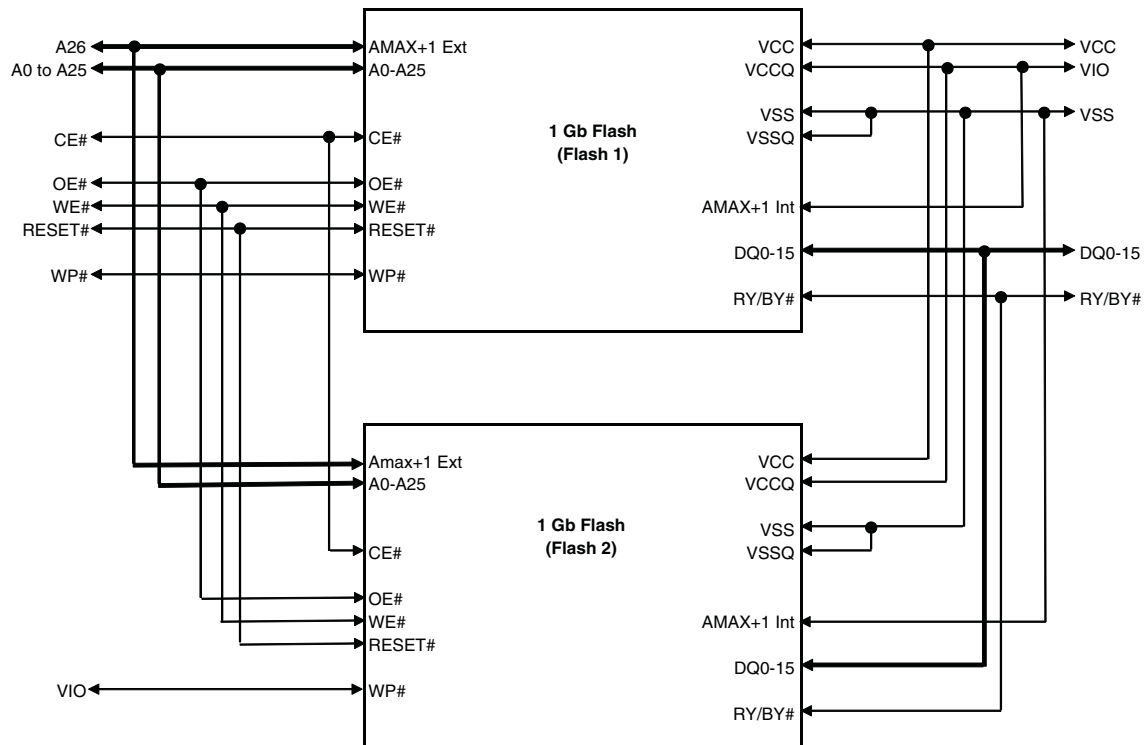 A26
A0 to A25
CE#
OE#
WE#
RESET#
WP#
AMAX+1 Ext
A0-A25
CE#
OE#
WE#
RESET#
WP#
1 Gb Flash
(Flash 1)
VCC
VCCQ
VSS
VSSQ
AMAX+1 Int
DQ0-15
RY/BY#
VCC
VIO
VSS
DQ0-15
RY/BY#
VIO
Amax+1 Ext
A0-A25
CE#
OE#
WE#
RESET#
WP#
1 Gb Flash
(Flash 2)
VCC
VCCQ
VSS
VSSQ
AMAX+1 Int
DQ0-15
RY/BY#